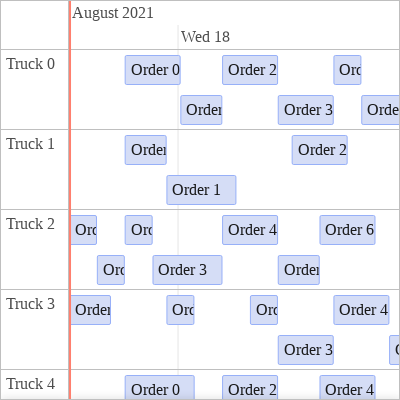 August 2021
Wed 18
Truck 0
Order 0 Order 2 Orc
Order Order 3 Orde
Truck 1
Order Order 2
Order 1
Truck 2
Orc Orc Order 4 Order 6
Orc Order 3 Order
Truck 3
Order Orc Orc Order 4
Order 3
Truck 4
Order 0 Order 2 Order 4